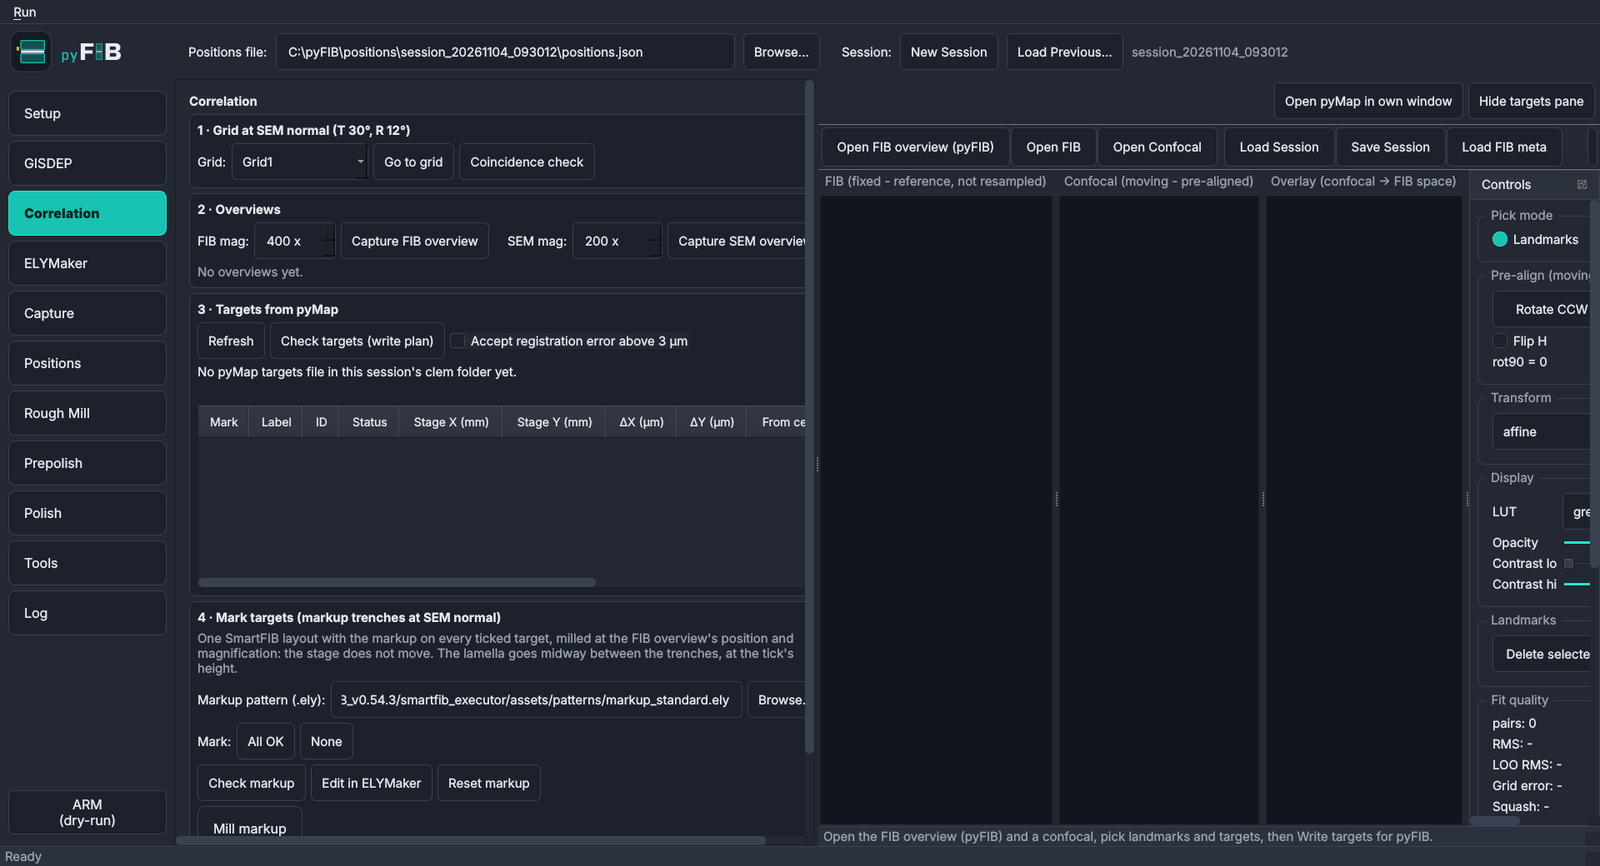 Run
pyFIB
Positions file:
C:\pyFIB\positions\session_20261104_093012\positions.json
Browse...
Session:
New Session
Load Previous...
session_20261104_093012
Setup
GISDEP
Correlation
ELYMaker
Capture
Positions
Rough Mill
Prepolish
Polish
Tools
Log
ARM
(dry-run)
Ready
Correlation
1 · Grid at SEM normal (T 30°, R 12°)
Grid:
Grid1
Go to grid
Coincidence check
2 · Overviews
FIB mag:
400 x
Capture FIB overview
SEM mag:
200 x
Capture SEM overview
No overviews yet.
3 · Targets from pyMap
Refresh
Check targets (write plan)
Accept registration error above 3 µm
No pyMap targets file in this session's clem folder yet.
Mark
Label
ID
Status
Stage X (mm)
Stage Y (mm)
ΔX (µm)
ΔY (µm)
From ce
4 · Mark targets (markup trenches at SEM normal)
One SmartFIB layout with the markup on every ticked target, milled at the FIB overview's position and
magnification: the stage does not move. The lamella goes midway between the trenches, at the tick's
height.
Markup pattern (.ely):
3_v0.54.3/smartfib_executor/assets/patterns/markup_standard.ely
Browse.
Mark:
All OK
None
Check markup
Edit in ELYMaker
Reset markup
Mill markup
Open pyMap in own window
Hide targets pane
Open FIB overview (pyFIB)
Open FIB
Open Confocal
Load Session
Save Session
Load FIB meta
FIB (fixed - reference, not resampled)
Confocal (moving - pre-aligned)
Overlay (confocal → FIB space)
Controls
Pick mode
Landmarks
Pre-align (moving
Rotate CCW
Flip H
rot90 = 0
Transform
affine
Display
LUT
gre
Opacity
Contrast lo
Contrast hi
Landmarks
Delete selecte
Fit quality
pairs: 0
RMS: -
LOO RMS: -
Grid error: -
Squash: -
Open the FIB overview (pyFIB) and a confocal, pick landmarks and targets, then Write targets for pyFIB.